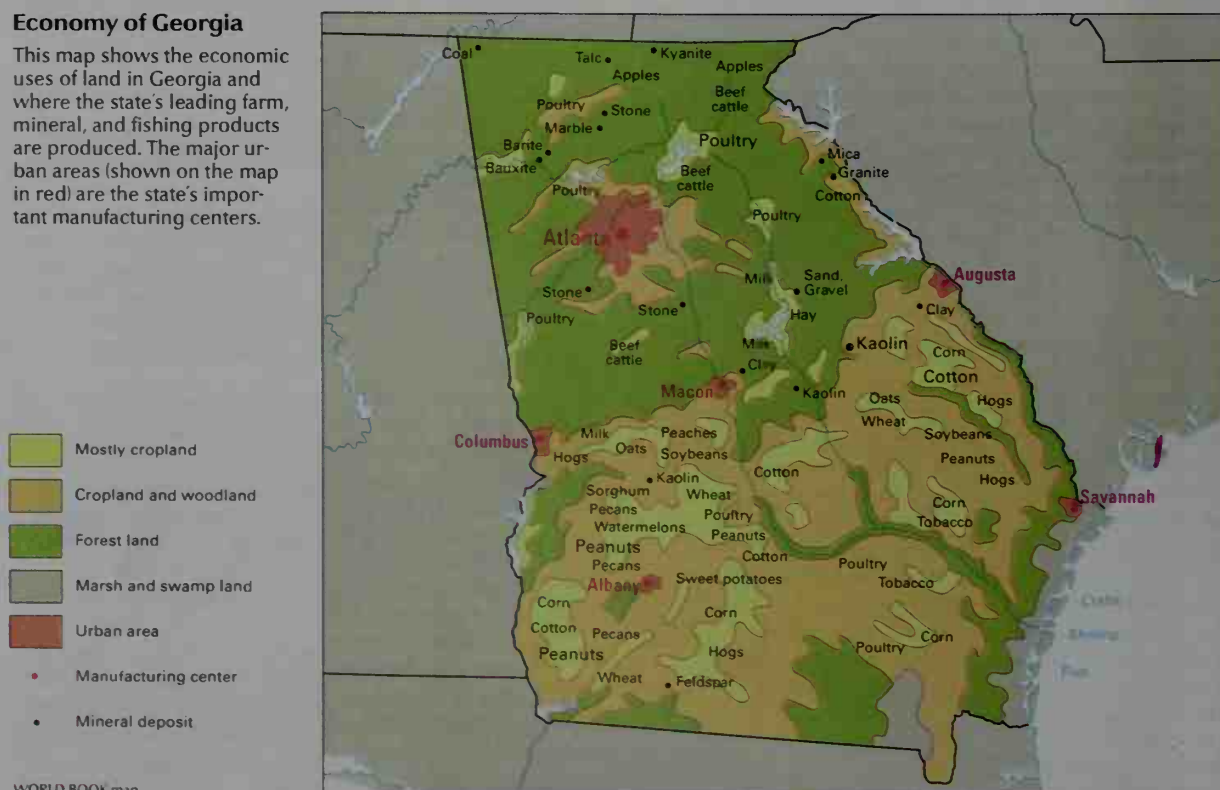 Economy of Georgia
This map shows the economic
uses of land in Georgia and
where the state's leading farm,
mineral, and fishing products
are produced. The major ur-
ban areas (shown on the map
in red) are the state's impor-
tant manufacturing centers.
Mostly cropland
Cropland and woodland
Forest land
Marsh and swamp land
Urban area
Manufacturing center
Mineral deposit
WORLD BOOK map
Coal
Talc
Kyanite
Apples
Apples
Beef
cattle
Poultry
Stone
Marble
Poultry
Barite
Bauxite
Mica
Granite
Beef
cattle
Poultry
Cotton
Poultry
Atlanta
Augusta
Milk
Sand,
Gravel
Stone
Stone
Clay
Poultry
Hay
Beef
cattle
Milk
Kaolin
Corn
Clay
Cotton
Macon
Kaolin
Oats
Hogs
Wheat
Columbus
Milk
Peaches
Soybeans
Oats
Soybeans
Hogs
Peanuts
Cotton
Kaolin
Hogs
Sorghum
Wheat
Savannah
Pecans
Corn
Poultry
Watermelons
Tobacco
Peanuts
Peanuts
Cotton
Pecans
Poultry
Albany
Sweet potatoes
Tobacco
Corn
Corn
Crabs
Cotton
Pecans
Corn
Shrimp
Peanuts
Hogs
Poultry
Wheat
Feldspar